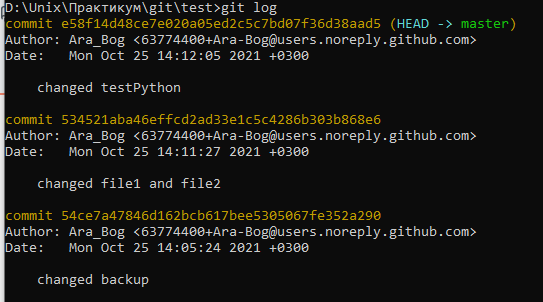 D:\Unix\Практикум\git\test>git log
commit e58f14d48ce7e020a05ed2c5c7bd07f36d38aad5 (HEAD -> master)
Author: Ara_Bog <63774400+Ara-Bog@users.noreply.github.com>
Date:   Mon Oct 25 14:12:05 2021 +0300
    changed testPython
commit 534521aba46effcd2ad33e1c5c4286b303b868e6
Author: Ara_Bog <63774400+Ara-Bog@users.noreply.github.com>
Date:   Mon Oct 25 14:11:27 2021 +0300
    changed file1 and file2
commit 54ce7a47846d162bcb617bee5305067fe352a290
Author: Ara_Bog <63774400+Ara-Bog@users.noreply.github.com>
Date:   Mon Oct 25 14:05:24 2021 +0300
    changed backup